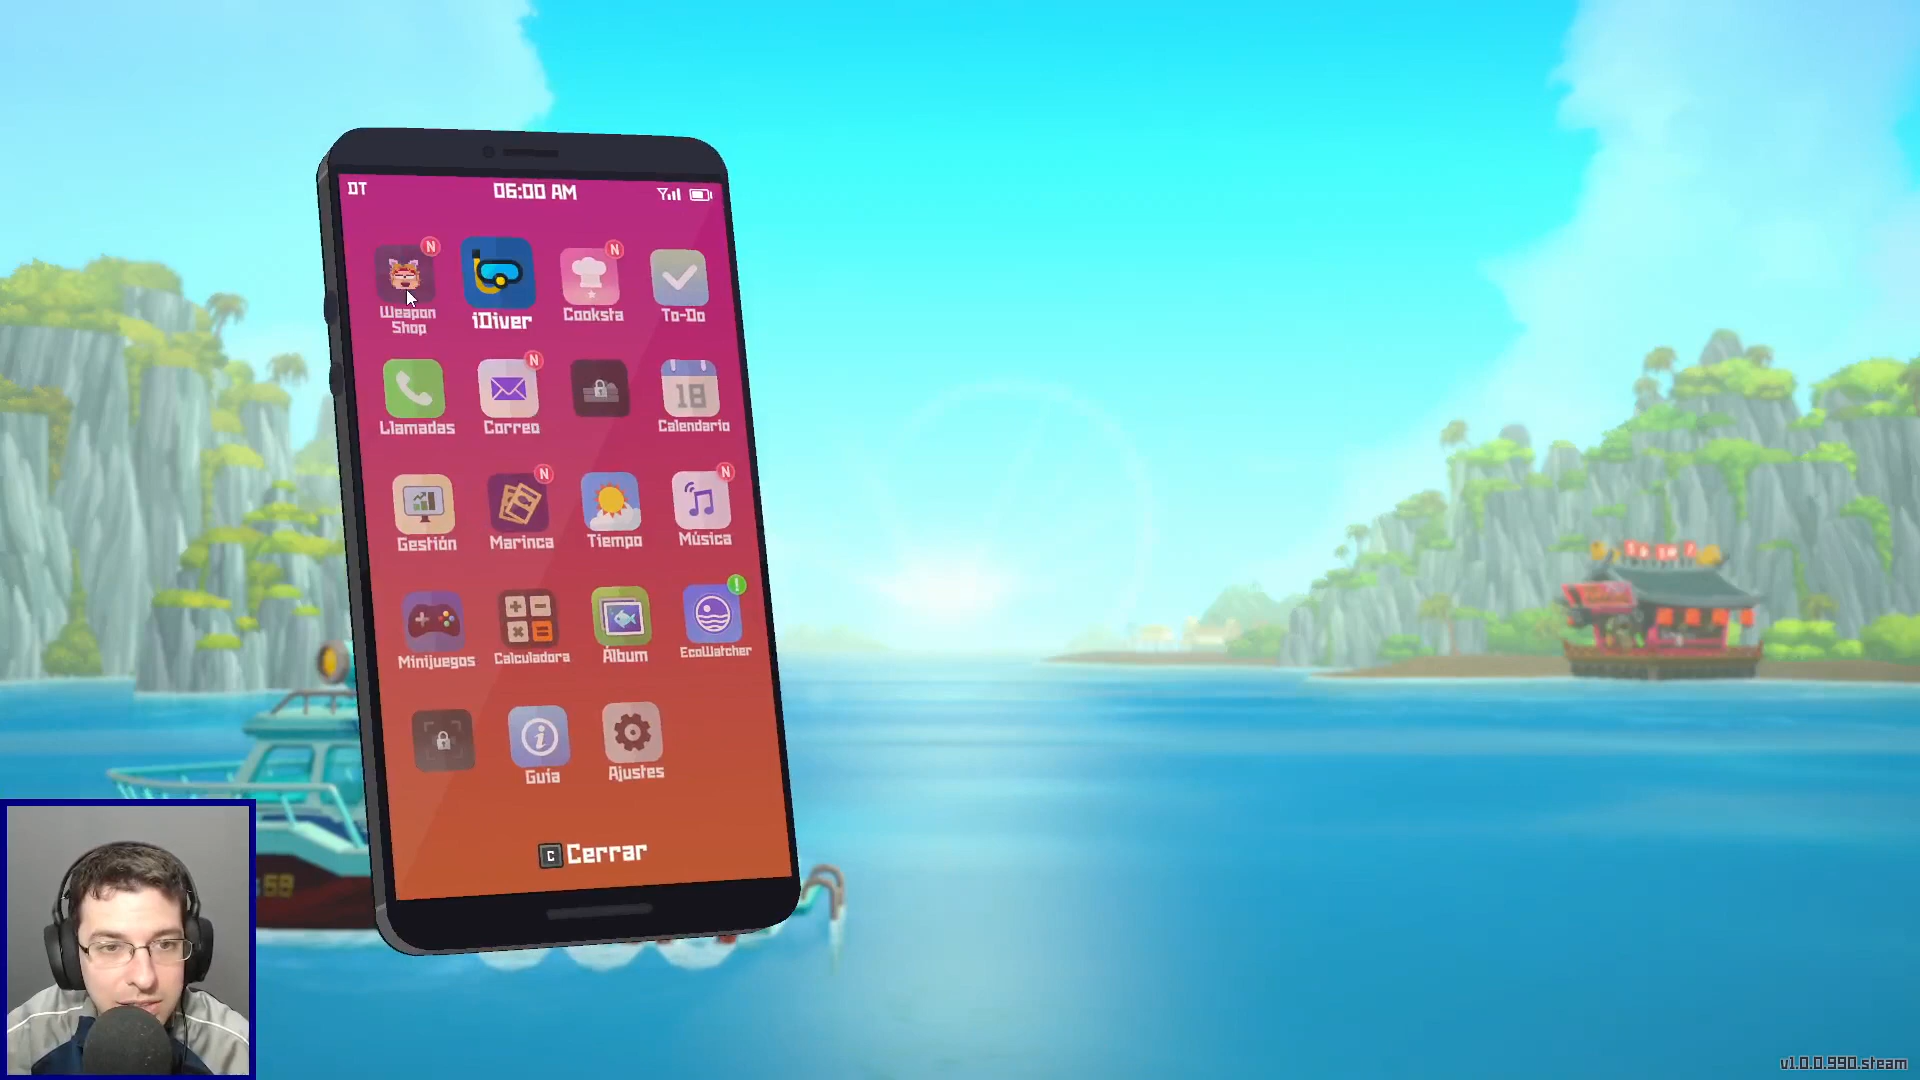 DT
06:00 AM
N
N
Weapon
Shop
iDiver
Cooksta
To-Do
N
18
Llamadas
Correo
Calendario
N
N
Gestión
Marinca
Tiempo
Música
!
Minijuegos
Calculadora
Álbum
EcoWatcher
i
Guía
Ajustes
C Cerrar
59
v1.0.0.990.steam